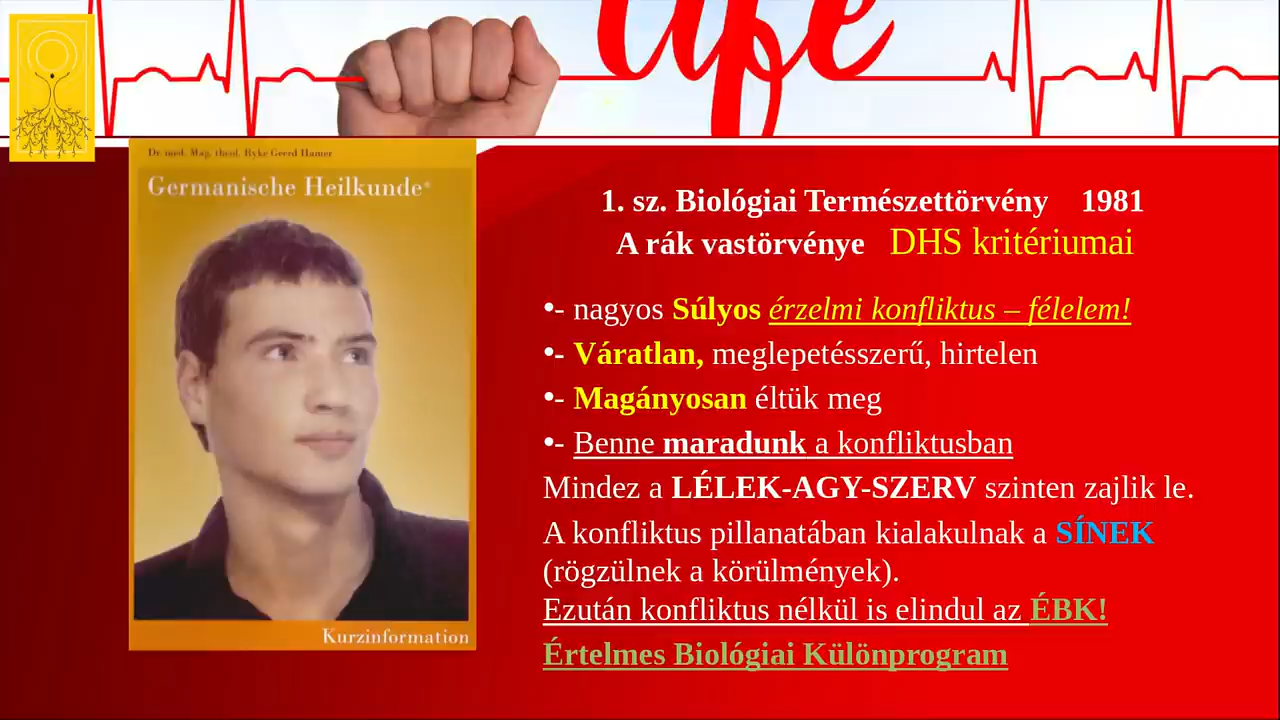 life
Dr. med. Mag. theol. Ryke Geerd Hamer
Germanische Heilkunde®
Kurzinformation
1. sz. Biológiai Természettörvény 1981
A rák vastörvénye DHS kritériumai
•- nagyos Súlyos érzelmi konfliktus – félelem!
•- Váratlan, meglepetésszerű, hirtelen
•- Magányosan éltük meg
•- Benne maradunk a konfliktusban
Mindez a LÉLEK-AGY-SZERV szinten zajlik le.
A konfliktus pillanatában kialakulnak a SÍNEK
(rögzülnek a körülmények).
Ezután konfliktus nélkül is elindul az ÉBK!
Értelmes Biológiai Különprogram